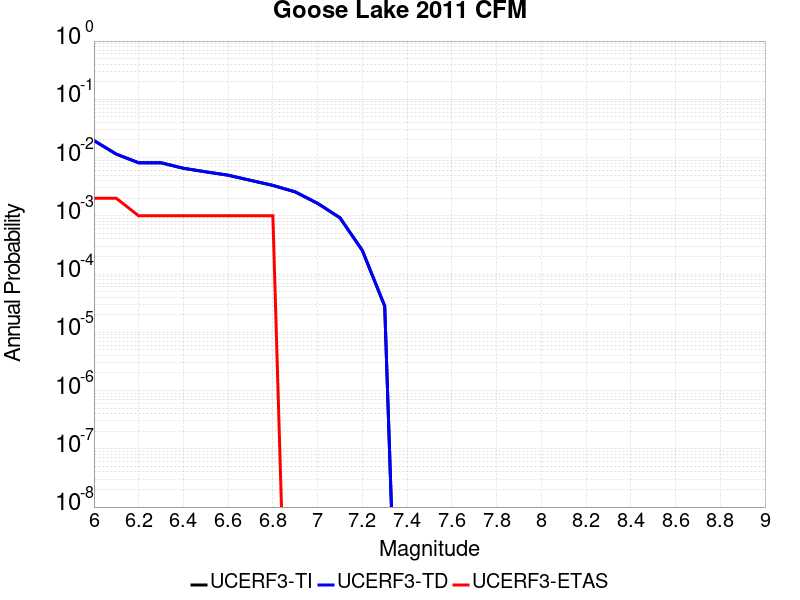 Goose Lake 2011 CFM
10^0
10^-1
10^-2
10^-3
10^-4
10^-5
10^-6
10^-7
10^-8
Annual Probability
6 6.2 6.4 6.6 6.8 7 7.2 7.4 7.6 7.8 8 8.2 8.4 8.6 8.8 9
Magnitude
UCERF3-TI UCERF3-TD UCERF3-ETAS